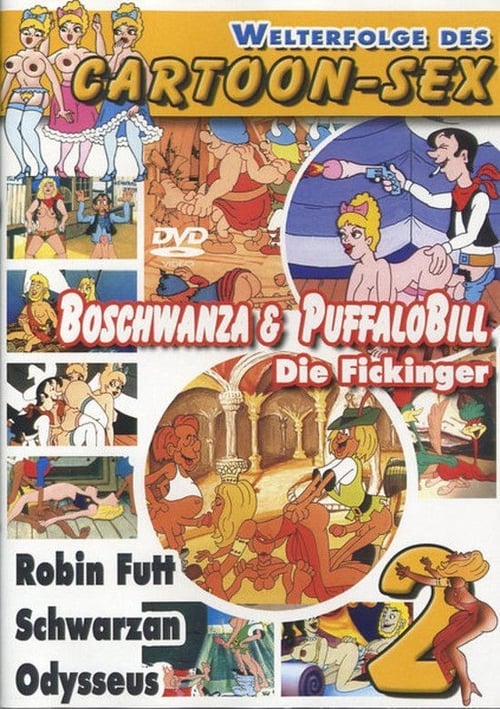 WELTERFOLGE DES
CARTOON-SEX
DVD
VIDEO
BOSCHWANZA & PUFFALOBILL
Die Fickinger
Robin Futt
Schwarzan
Odysseus
2